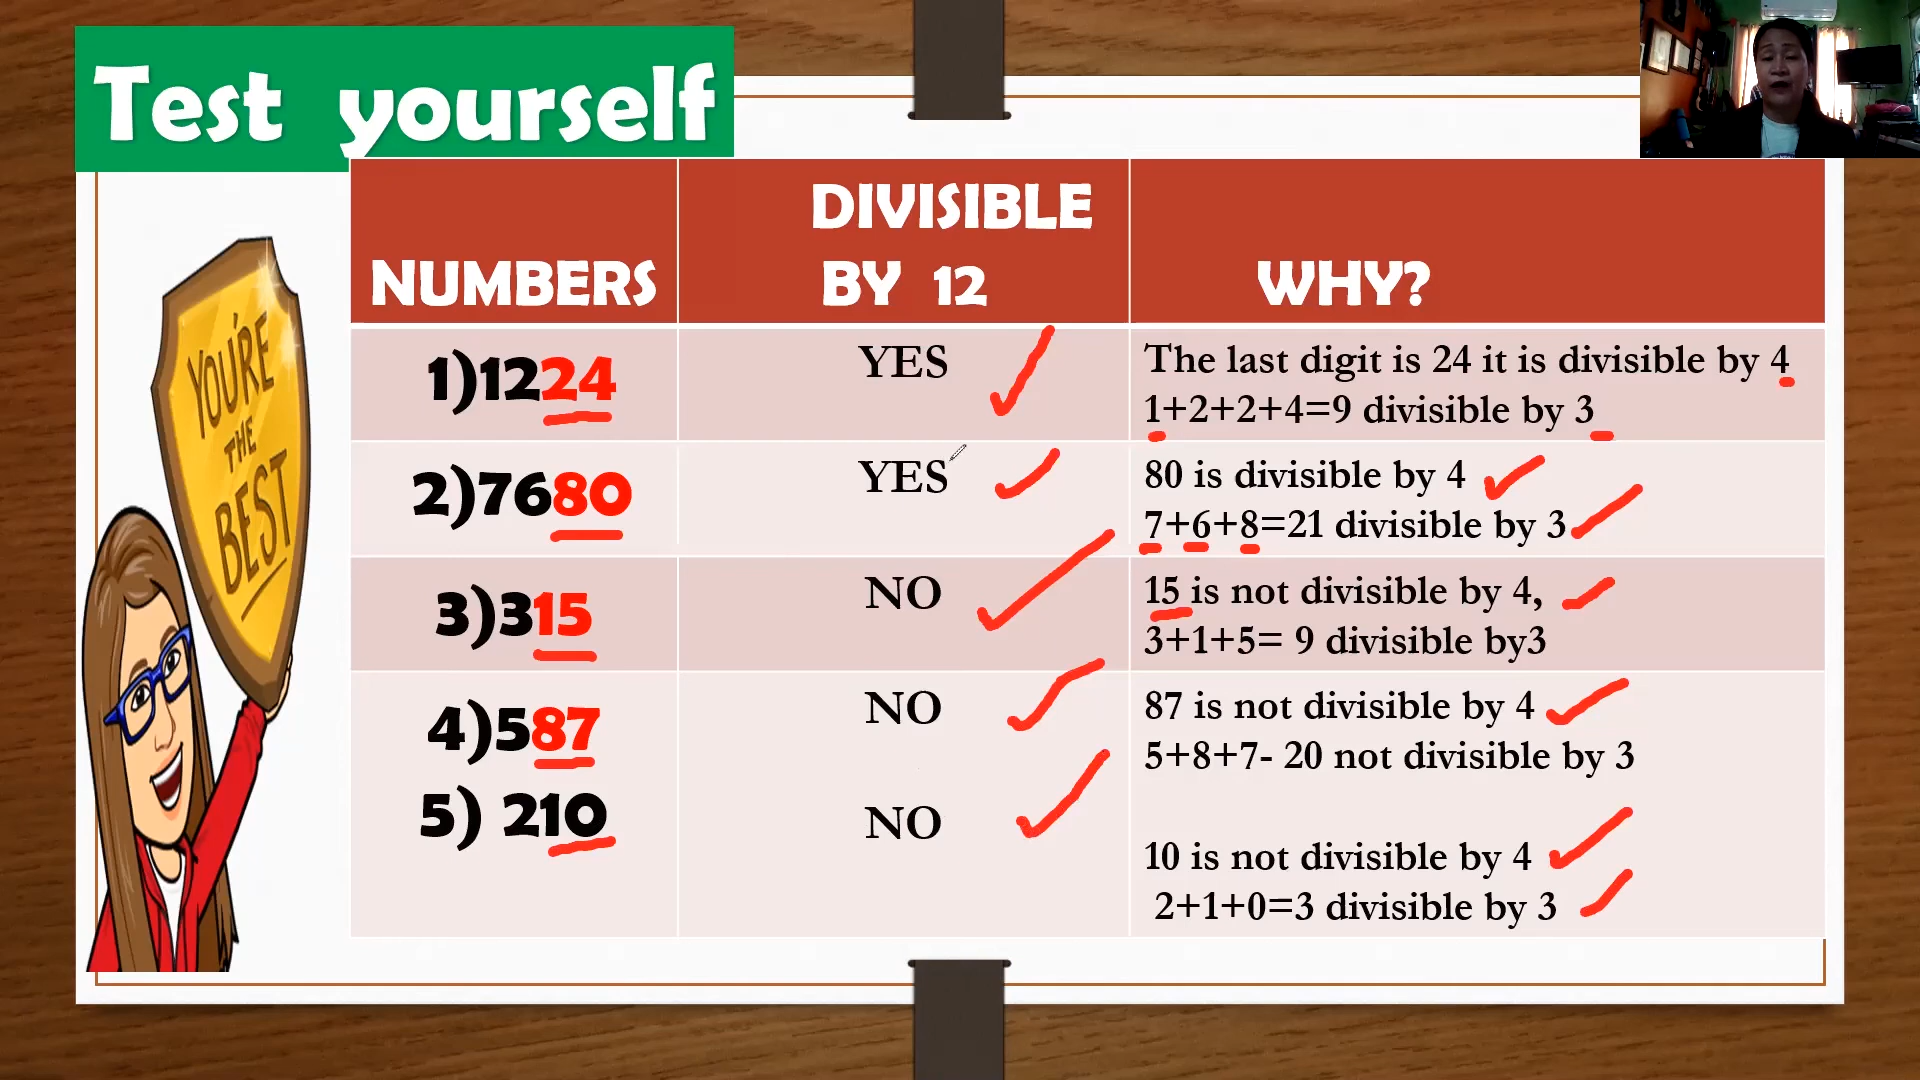 Test yourself
YOU'RE
THE
BEST
NUMBERS
DIVISIBLE
BY 12
WHY?
1)1224
YES
The last digit is 24 it is divisible by 4
1+2+2+4=9 divisible by 3
2)7680
YES
80 is divisible by 4
7+6+8=21 divisible by 3
3)315
NO
15 is not divisible by 4,
3+1+5= 9 divisible by3
4)587
NO
87 is not divisible by 4
5+8+7- 20 not divisible by 3
5) 210
NO
10 is not divisible by 4
2+1+0=3 divisible by 3